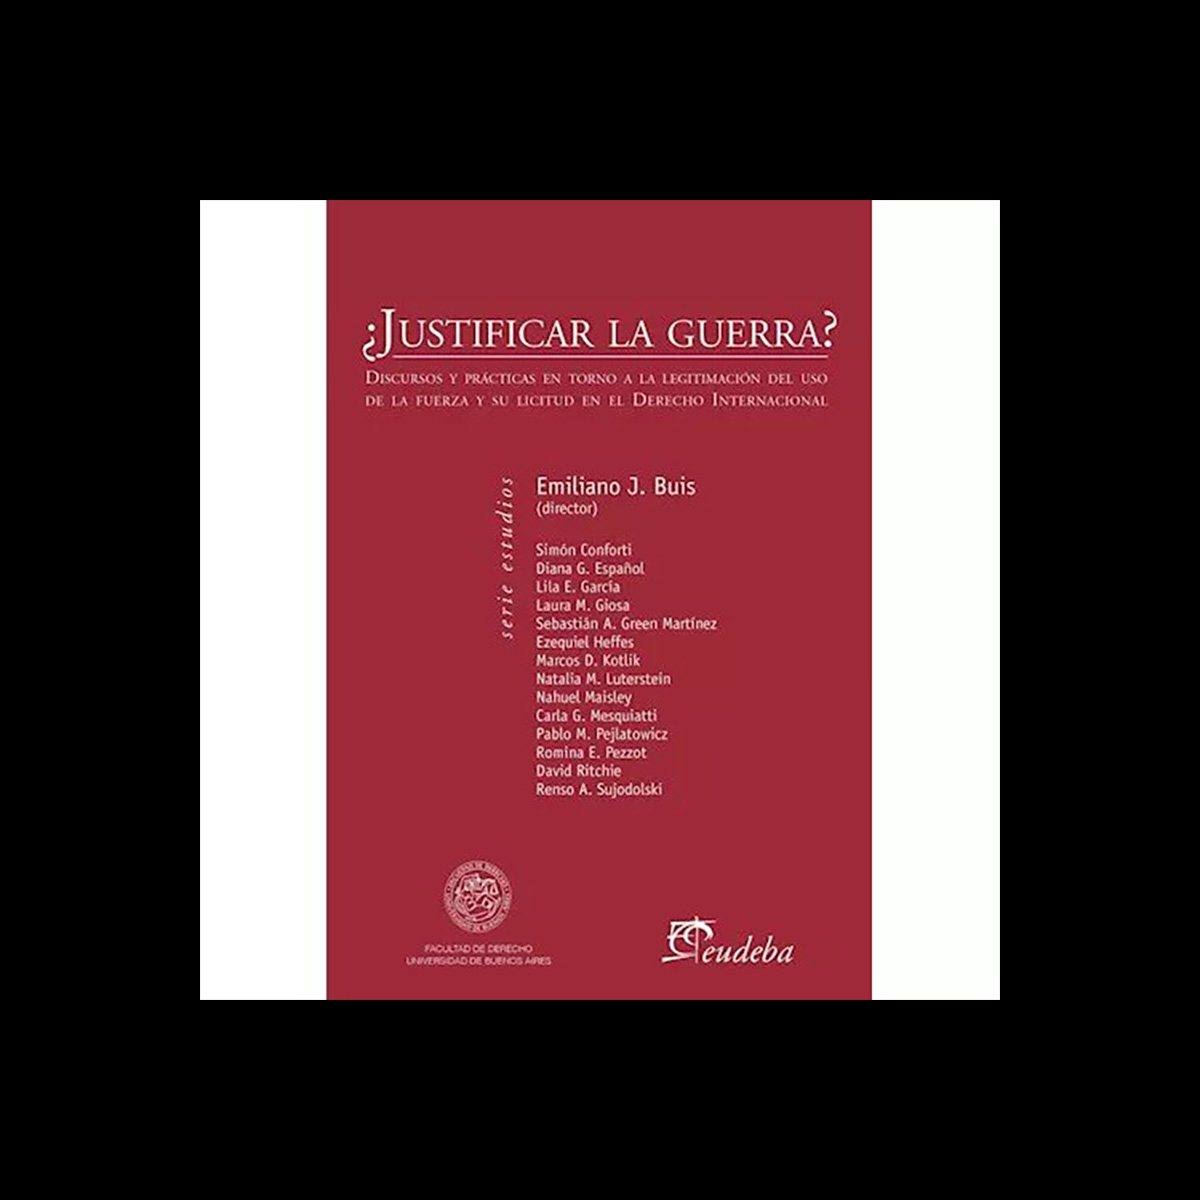 ¿JUSTIFICAR LA GUERRA?
DISCURSOS Y PRÁCTICAS EN TORNO A LA LEGITIMACIÓN DEL USO
DE LA FUERZA Y SU LICITUD EN EL DERECHO INTERNACIONAL
serie estudios
Emiliano J. Buis
(director)
Simón Conforti
Diana G. Español
Lila E. García
Laura M. Giosa
Sebastián A. Green Martínez
Ezequiel Heffes
Marcos D. Kotlik
Natalia M. Luterstein
Nahuel Maisley
Carla G. Mesquiatti
Pablo M. Pejlatowicz
Romina E. Pezzot
David Ritchie
Renso A. Sujodolski
FACULTAD DE DERECHO
UNIVERSIDAD DE BUENOS AIRES
eudeba